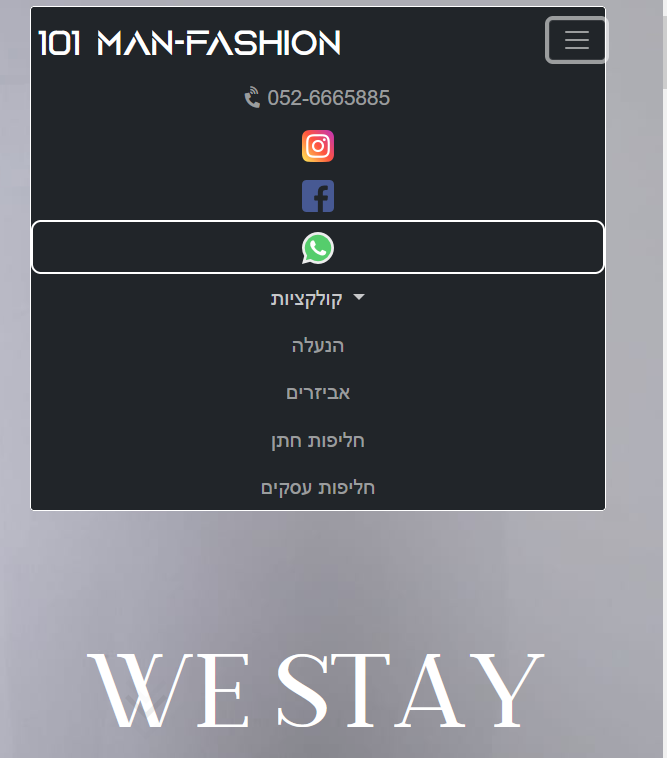 101 MAN-FASHION
052-6665885
קולקציות
הנעלה
אביזרים
חליפות חתן
חליפות עסקים
WE STAY